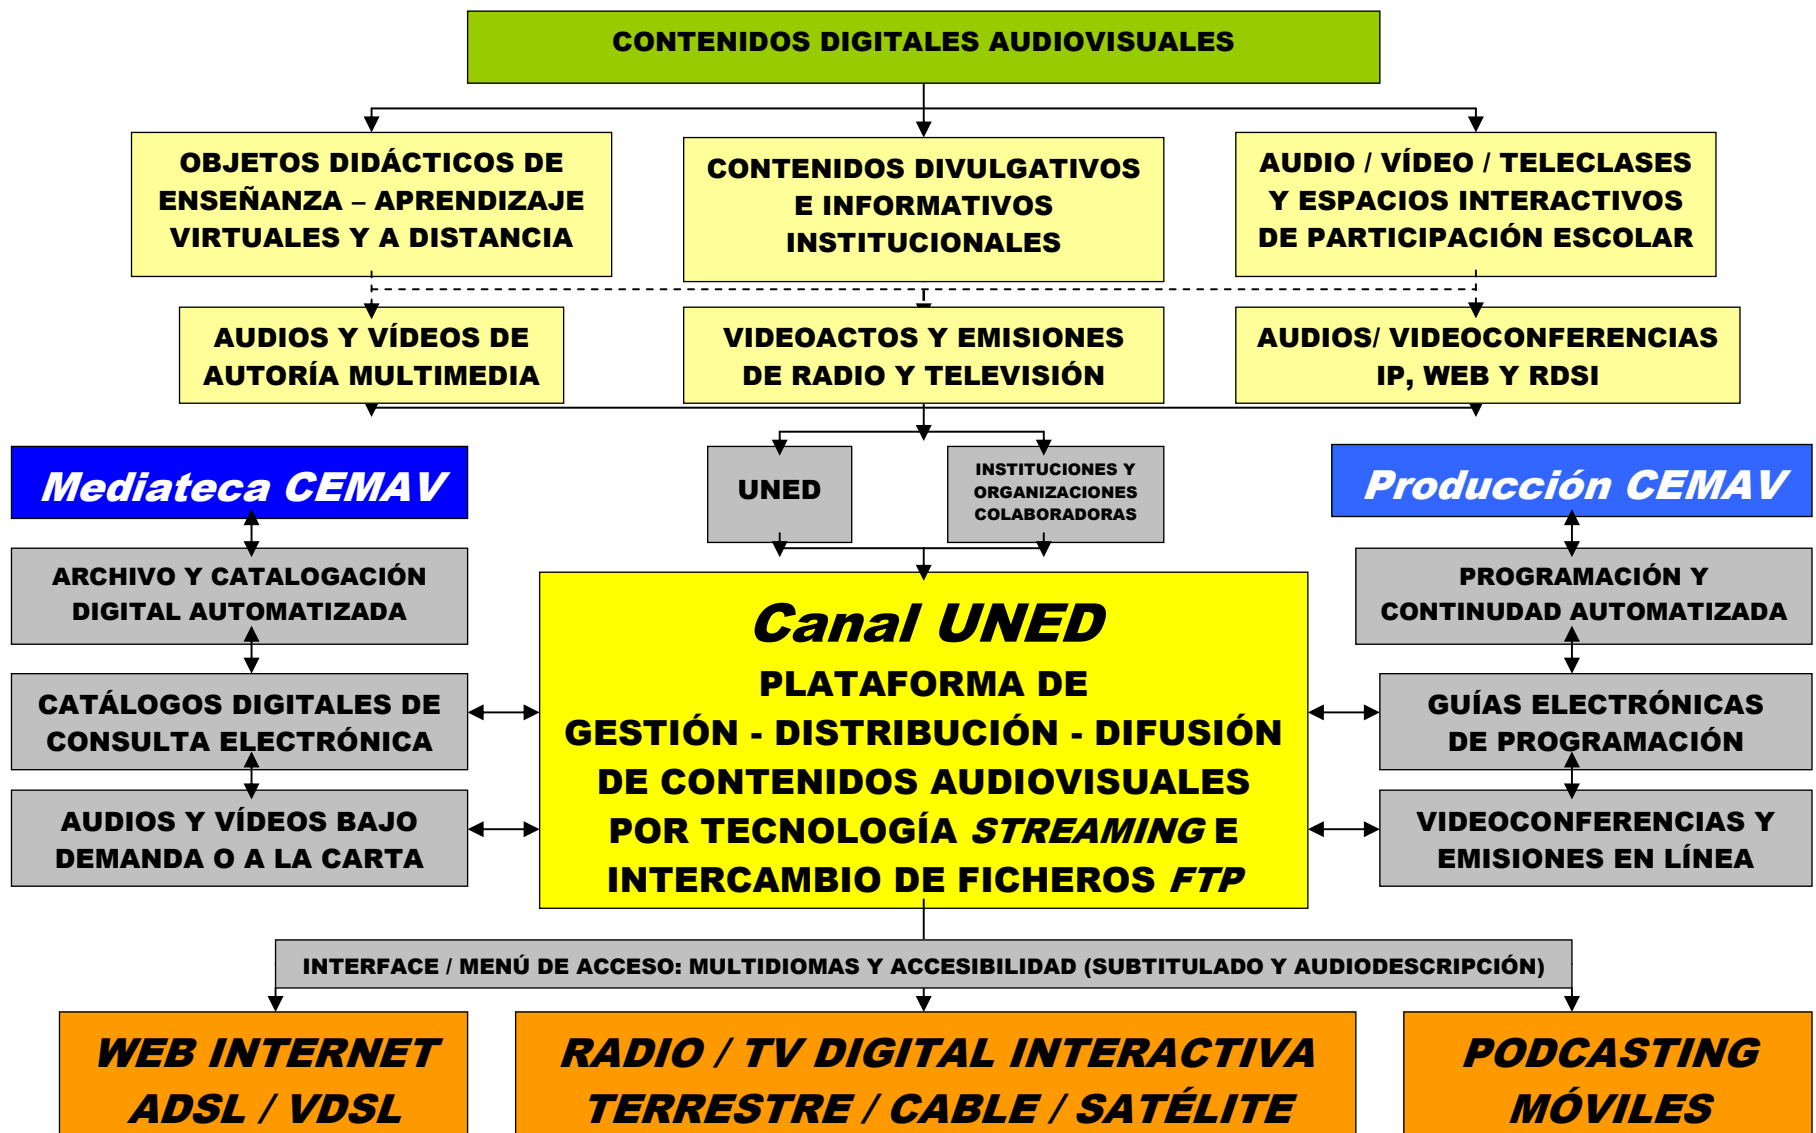 CONTENIDOS DIGITALES AUDIOVISUALES
OBJETOS DIDÁCTICOS DE
ENSEÑANZA – APRENDIZAJE
VIRTUALES Y A DISTANCIA
CONTENIDOS DIVULGATIVOS
E INFORMATIVOS
INSTITUCIONALES
AUDIO / VÍDEO / TELECLASES
Y ESPACIOS INTERACTIVOS
DE PARTICIPACIÓN ESCOLAR
AUDIOS Y VÍDEOS DE
AUTORÍA MULTIMEDIA
VIDEOACTOS Y EMISIONES
DE RADIO Y TELEVISIÓN
AUDIOS/ VIDEOCONFERENCIAS
IP, WEB Y RDSI
Mediateca CEMAV
UNED
INSTITUCIONES Y
ORGANIZACIONES
COLABORADORAS
Producción CEMAV
ARCHIVO Y CATALOGACIÓN
DIGITAL AUTOMATIZADA
CATÁLOGOS DIGITALES DE
CONSULTA ELECTRÓNICA
AUDIOS Y VÍDEOS BAJO
DEMANDA O A LA CARTA
Canal UNED
PLATAFORMA DE
GESTIÓN - DISTRIBUCIÓN - DIFUSIÓN
DE CONTENIDOS AUDIOVISUALES
POR TECNOLOGÍA STREAMING E
INTERCAMBIO DE FICHEROS FTP
PROGRAMACIÓN Y
CONTINUDAD AUTOMATIZADA
GUÍAS ELECTRÓNICAS
DE PROGRAMACIÓN
VIDEOCONFERENCIAS Y
EMISIONES EN LÍNEA
INTERFACE / MENÚ DE ACCESO: MULTIDIOMAS Y ACCESIBILIDAD (SUBTITULADO Y AUDIODESCRIPCIÓN)
WEB INTERNET
ADSL / VDSL
RADIO / TV DIGITAL INTERACTIVA
TERRESTRE / CABLE / SATÉLITE
PODCASTING
MÓVILES